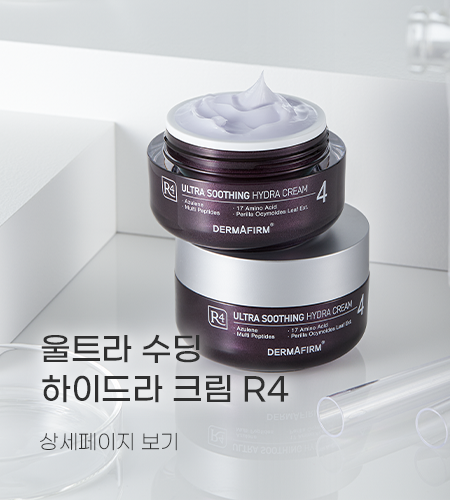 R4 ULTRA SOOTHING HYDRA CREAM 4
· Azulene · 17 Amino Acid
· Multi Peptides · Perilla Ocymoides Leaf Ext.
DERMAFIRM®
R4 ULTRA SOOTHING HYDRA CREAM 4
· Azulene · 17 Amino Acid
· Multi Peptides · Perilla Ocymoides Leaf Ext.
DERMAFIRM®
울트라 수딩
하이드라 크림 R4
상세페이지 보기